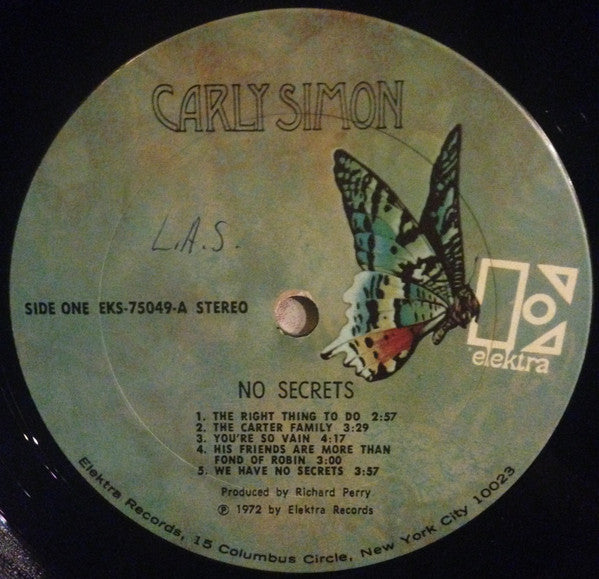 CARLY SIMON
L.A.S.
SIDE ONE EKS-75049-A STEREO
elektra
NO SECRETS
1. THE RIGHT THING TO DO 2:57
2. THE CARTER FAMILY 3:29
3. YOU'RE SO VAIN 4:17
4. HIS FRIENDS ARE MORE THAN
FOND OF ROBIN 3:00
5. WE HAVE NO SECRETS 3:57
Produced by Richard Perry
℗ 1972 by Elektra Records
Elektra Records, 15 Columbus Circle, New York City 10023